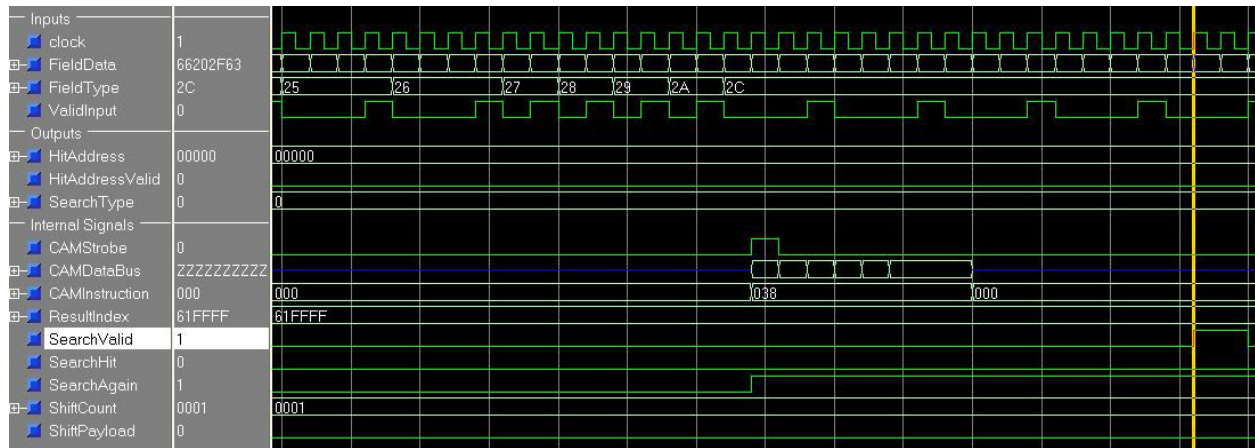 Inputs
clock 1
FieldData 66202F63
FieldType 2C 25 26 27 28 29 2A 2C
ValidInput 0
Outputs
HitAddress 00000 00000
HitAddressValid 0
SearchType 0 0
Internal Signals
CAMStrobe 0
CAMDataBus ZZZZZZZZZZ
CAMInstruction 000 000 038 000
ResultIndex 61FFFF 61FFFF
SearchValid 1
SearchHit 0
SearchAgain 1
ShiftCount 0001 0001
ShiftPayload 0